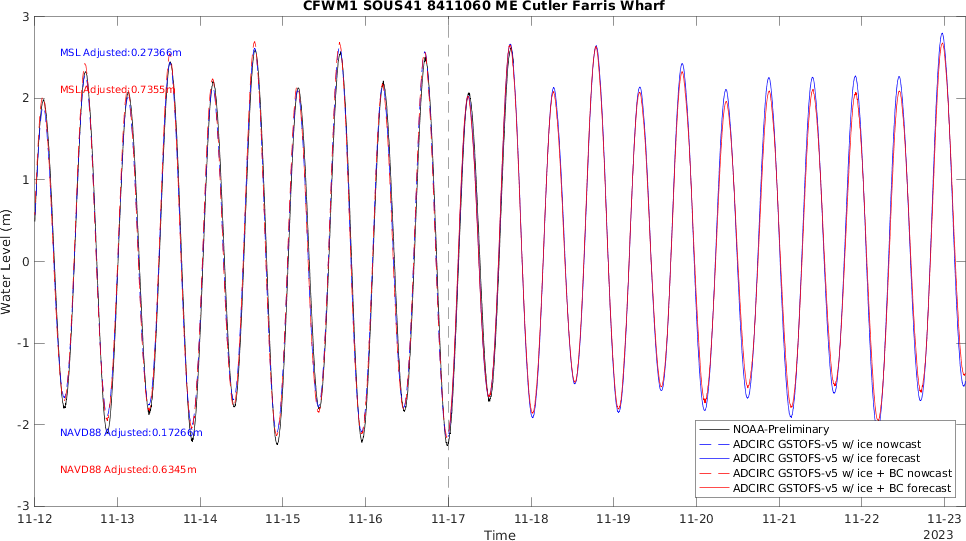 CFWM1 SOUS41 8411060 ME Cutler Farris Wharf
3
2
1
0
-1
-2
-3
Water Level (m)
MSL Adjusted:0.27366m
MSL Adjusted:0.7355m
NAVD88 Adjusted:0.17266m
NAVD88 Adjusted:0.6345m
NOAA-Preliminary
ADCIRC GSTOFS-v5 w/ ice nowcast
ADCIRC GSTOFS-v5 w/ ice forecast
ADCIRC GSTOFS-v5 w/ ice + BC nowcast
ADCIRC GSTOFS-v5 w/ ice + BC forecast
11-12 11-13 11-14 11-15 11-16 11-17 11-18 11-19 11-20 11-21 11-22 11-23
Time 2023